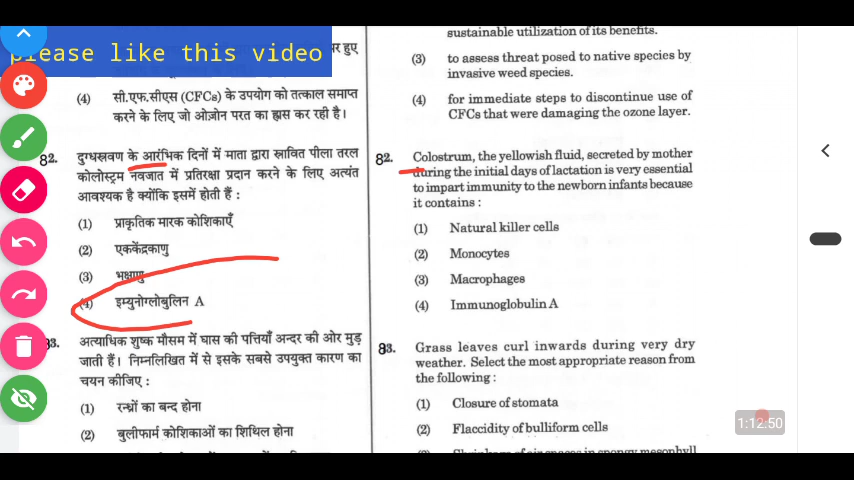 please like this video
र हुए
(4) सी.एफ.सीएस (CFCs) के उपयोग को तत्काल समाप्त
करने के लिए जो ओज़ोन परत का ह्रास कर रही है।
82. दुग्धस्रवण के आरंभिक दिनों में माता द्वारा स्रावित पीला तरल
कोलोस्ट्रम नवजात में प्रतिरक्षा प्रदान करने के लिए अत्यंत
आवश्यक है क्योंकि इसमें होती हैं :
(1) प्राकृतिक मारक कोशिकाएँ
(2) एककेंद्रकाणु
(3) भक्षाणु
(4) इम्युनोग्लोबुलिन A
83. अत्याधिक शुष्क मौसम में घास की पत्तियाँ अन्दर की ओर मुड़
जाती हैं। निम्नलिखित में से इसके सबसे उपयुक्त कारण का
चयन कीजिए :
(1) रन्ध्रों का बन्द होना
(2) बुलीफार्म कोशिकाओं का शिथिल होना
sustainable utilization of its benefits.
(3) to assess threat posed to native species by
invasive weed species.
(4) for immediate steps to discontinue use of
CFCs that were damaging the ozone layer.
82. Colostrum, the yellowish fluid, secreted by mother
during the initial days of lactation is very essential
to impart immunity to the newborn infants because
it contains :
(1) Natural killer cells
(2) Monocytes
(3) Macrophages
(4) Immunoglobulin A
83. Grass leaves curl inwards during very dry
weather. Select the most appropriate reason from
the following :
(1) Closure of stomata
(2) Flaccidity of bulliform cells
Shrinkage of air spaces in spongy mesophyll
1:12:50